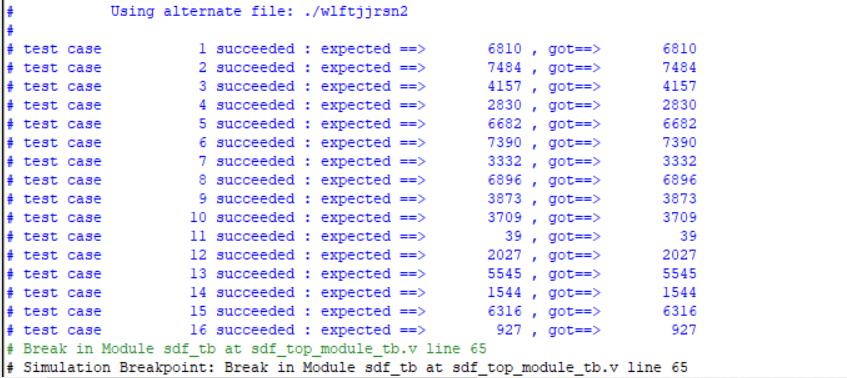 #          Using alternate file: ./wlftjjrsn2
#
# test case           1 succeeded : expected ==>        6810 , got==>        6810
# test case           2 succeeded : expected ==>        7484 , got==>        7484
# test case           3 succeeded : expected ==>        4157 , got==>        4157
# test case           4 succeeded : expected ==>        2830 , got==>        2830
# test case           5 succeeded : expected ==>        6682 , got==>        6682
# test case           6 succeeded : expected ==>        7390 , got==>        7390
# test case           7 succeeded : expected ==>        3332 , got==>        3332
# test case           8 succeeded : expected ==>        6896 , got==>        6896
# test case           9 succeeded : expected ==>        3873 , got==>        3873
# test case          10 succeeded : expected ==>        3709 , got==>        3709
# test case          11 succeeded : expected ==>          39 , got==>          39
# test case          12 succeeded : expected ==>        2027 , got==>        2027
# test case          13 succeeded : expected ==>        5545 , got==>        5545
# test case          14 succeeded : expected ==>        1544 , got==>        1544
# test case          15 succeeded : expected ==>        6316 , got==>        6316
# test case          16 succeeded : expected ==>         927 , got==>         927
# Break in Module sdf_tb at sdf_top_module_tb.v line 65
# Simulation Breakpoint: Break in Module sdf_tb at sdf_top_module_tb.v line 65